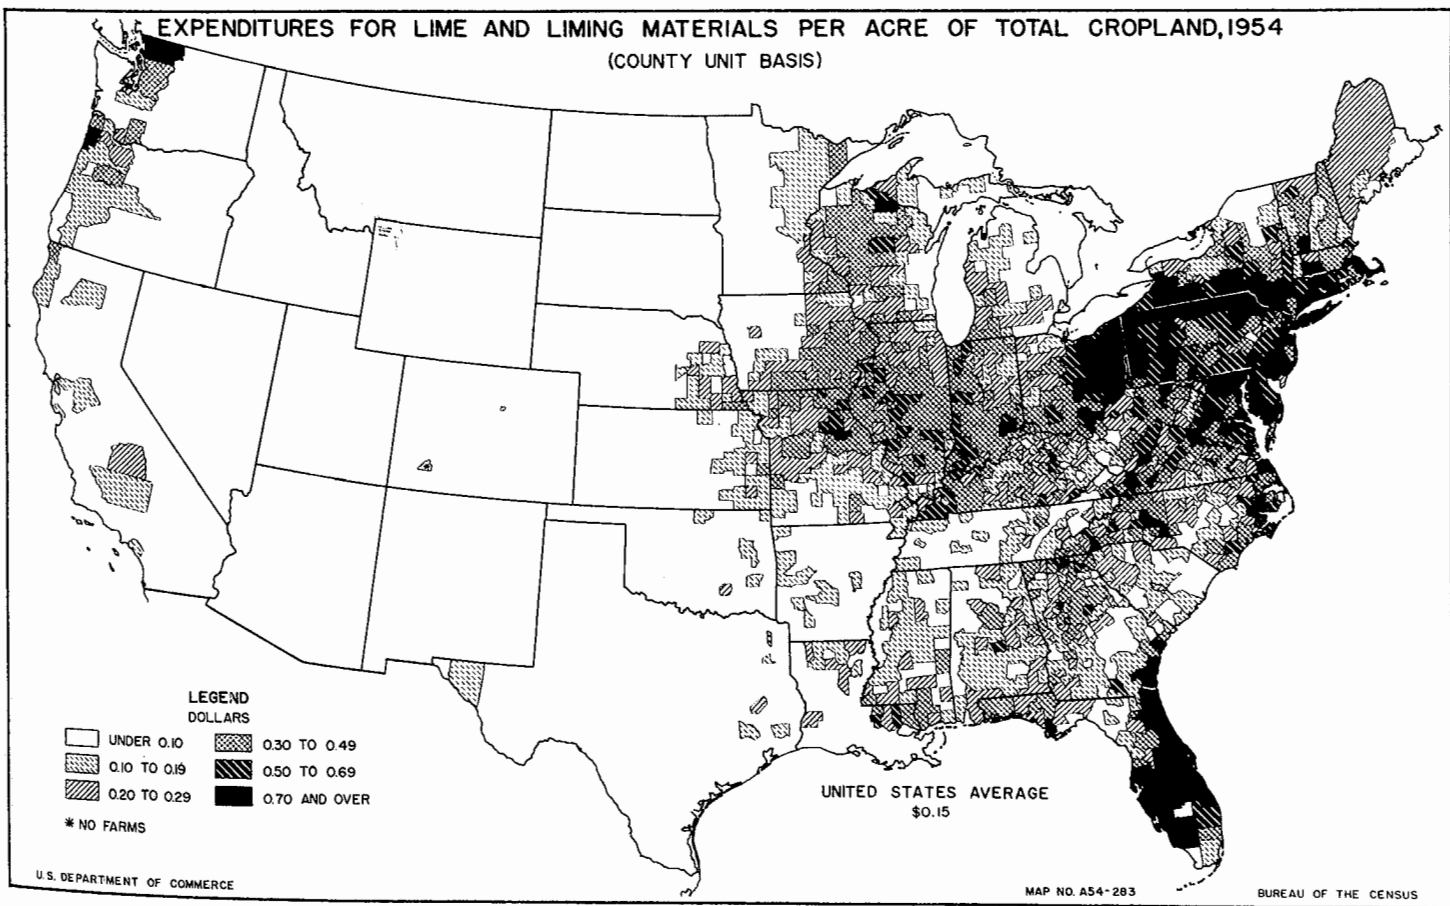 EXPENDITURES FOR LIME AND LIMING MATERIALS PER ACRE OF TOTAL CROPLAND, 1954
(COUNTY UNIT BASIS)
LEGEND
DOLLARS
UNDER 0.10
0.10 TO 0.19
0.20 TO 0.29
0.30 TO 0.49
0.50 TO 0.69
0.70 AND OVER
* NO FARMS
UNITED STATES AVERAGE
$0.15
U.S. DEPARTMENT OF COMMERCE
MAP NO. A54-283
BUREAU OF THE CENSUS